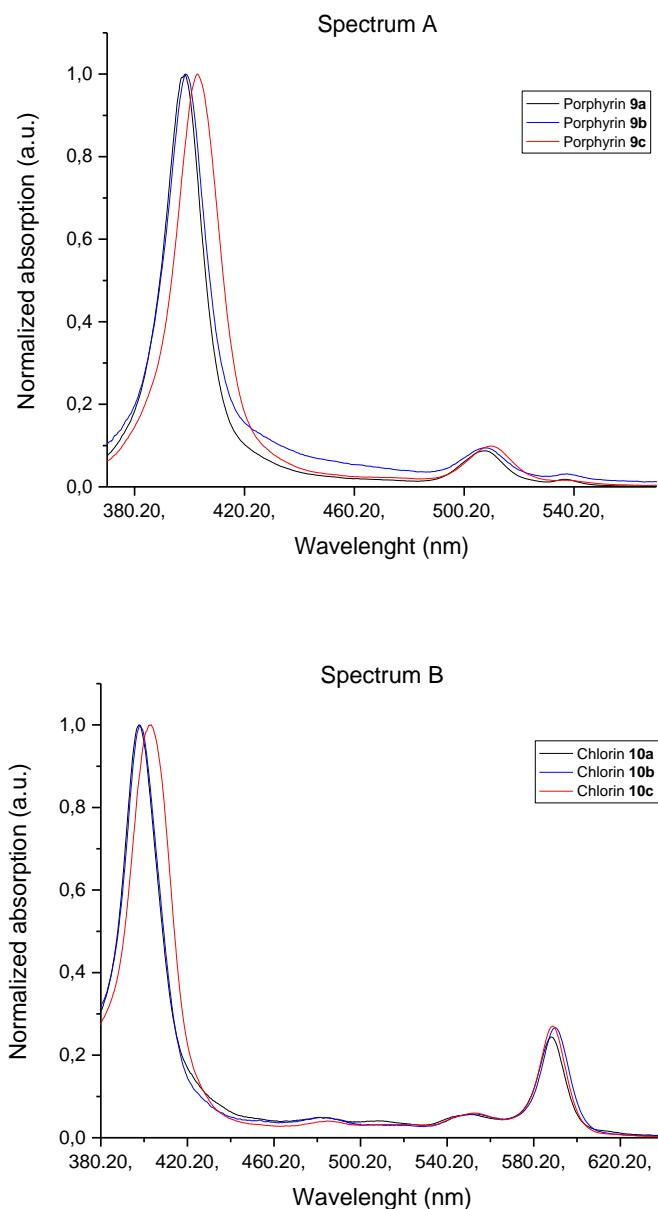 Spectrum A
1,0
0,8
0,6
0,4
0,2
0,0
Normalized absorption (a.u.)
Porphyrin 9a
Porphyrin 9b
Porphyrin 9c
380.20, 420.20, 460.20, 500.20, 540.20,
Wavelenght (nm)
Spectrum B
1,0
0,8
0,6
0,4
0,2
0,0
Normalized absorption (a.u.)
Chlorin 10a
Chlorin 10b
Chlorin 10c
380.20, 420.20, 460.20, 500.20, 540.20, 580.20, 620.20,
Wavelenght (nm)